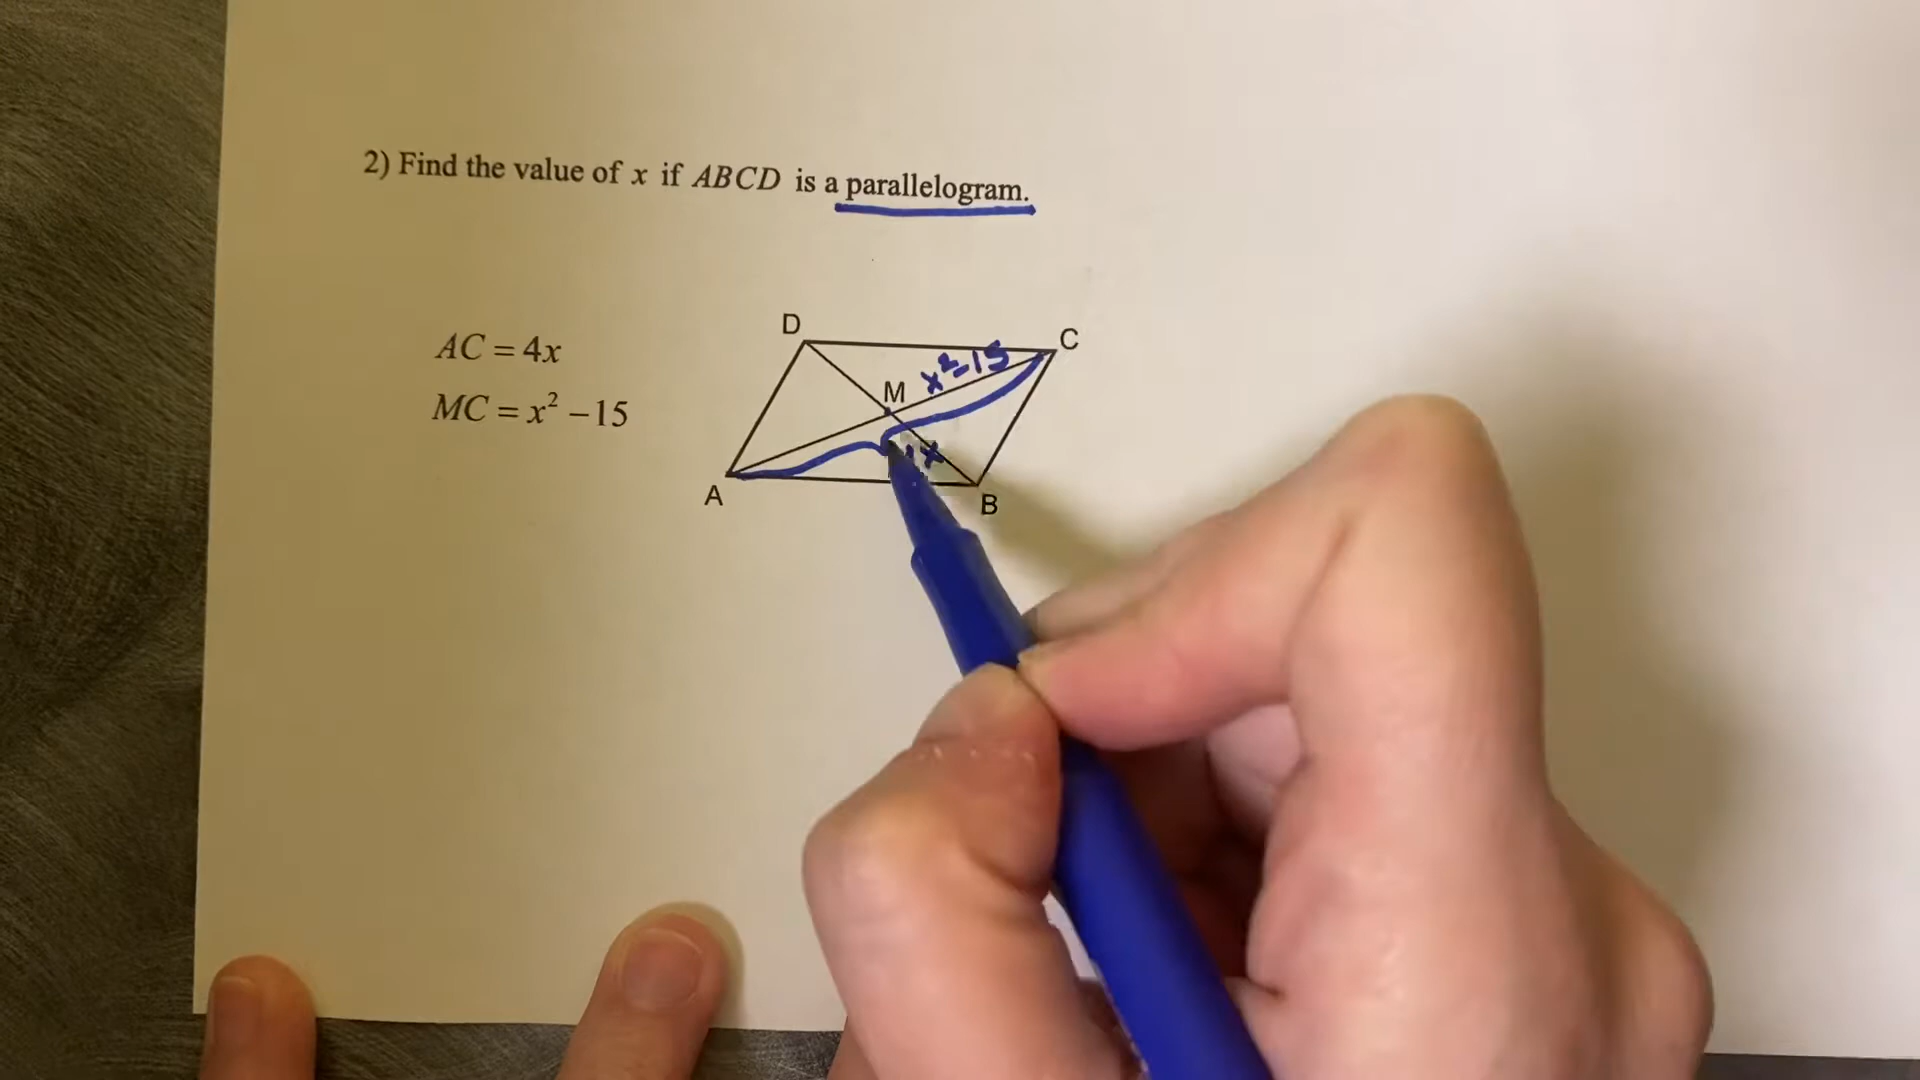 2) Find the value of x if ABCD is a parallelogram.
AC = 4x
MC = x² – 15
D
C
x²-15
M
x
A
B